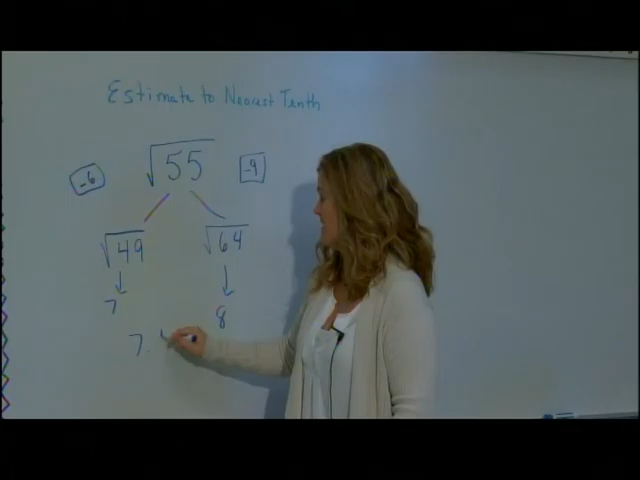 Estimate to Nearest Tenth
-6 √55 -9
√49 √64
7 8
7.